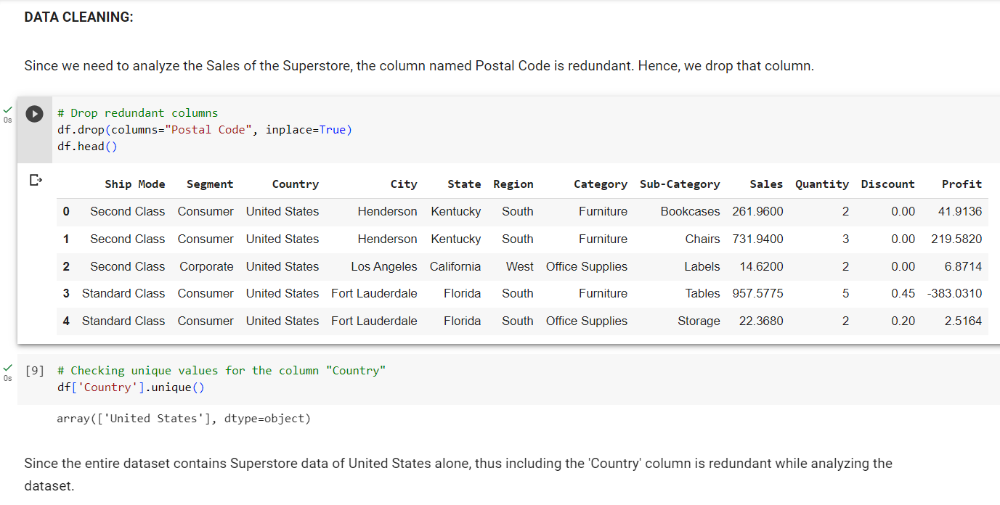 DATA CLEANING:
Since we need to analyze the Sales of the Superstore, the column named Postal Code is redundant. Hence, we drop that column.
0s
# Drop redundant columns
df.drop(columns="Postal Code", inplace=True)
df.head()
Ship Mode Segment Country City State Region Category Sub-Category Sales Quantity Discount Profit
0 Second Class Consumer United States Henderson Kentucky South Furniture Bookcases 261.9600 2 0.00 41.9136
1 Second Class Consumer United States Henderson Kentucky South Furniture Chairs 731.9400 3 0.00 219.5820
2 Second Class Corporate United States Los Angeles California West Office Supplies Labels 14.6200 2 0.00 6.8714
3 Standard Class Consumer United States Fort Lauderdale Florida South Furniture Tables 957.5775 5 0.45 -383.0310
4 Standard Class Consumer United States Fort Lauderdale Florida South Office Supplies Storage 22.3680 2 0.20 2.5164
0s
[9] # Checking unique values for the column "Country"
df['Country'].unique()
array(['United States'], dtype=object)
Since the entire dataset contains Superstore data of United States alone, thus including the 'Country' column is redundant while analyzing the
dataset.